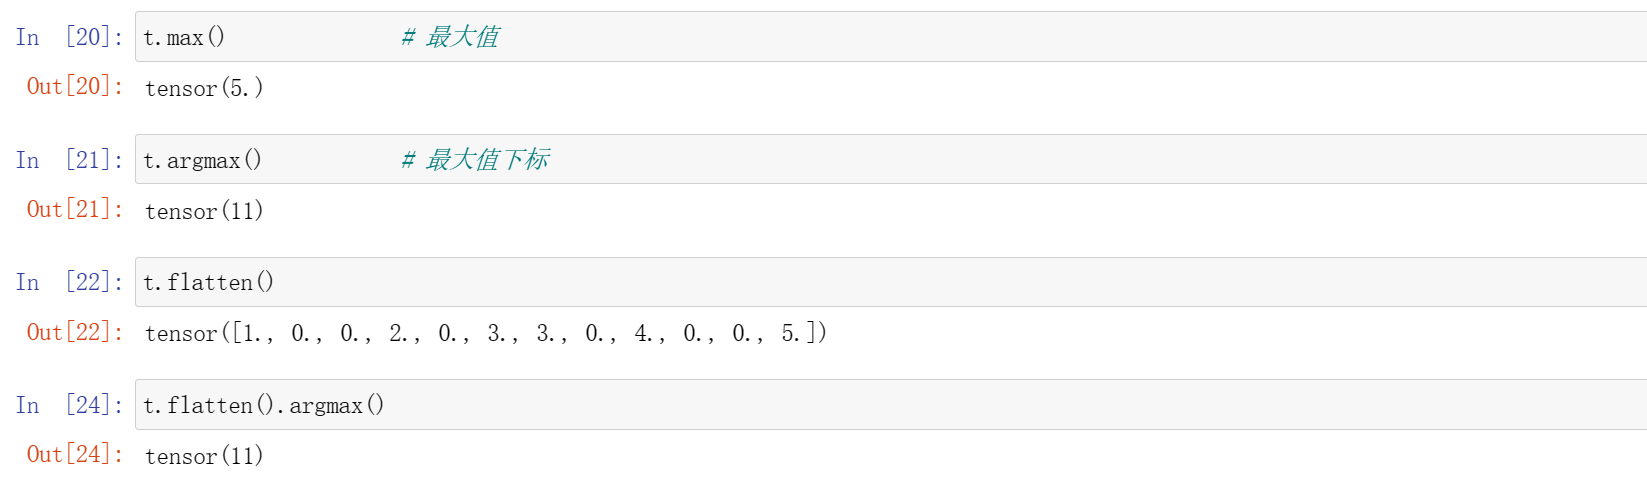 In [20]: t.max() # 最大值
Out[20]: tensor(5.)
In [21]: t.argmax() # 最大值下标
Out[21]: tensor(11)
In [22]: t.flatten()
Out[22]: tensor([1., 0., 0., 2., 0., 3., 3., 0., 4., 0., 0., 5.])
In [24]: t.flatten().argmax()
Out[24]: tensor(11)